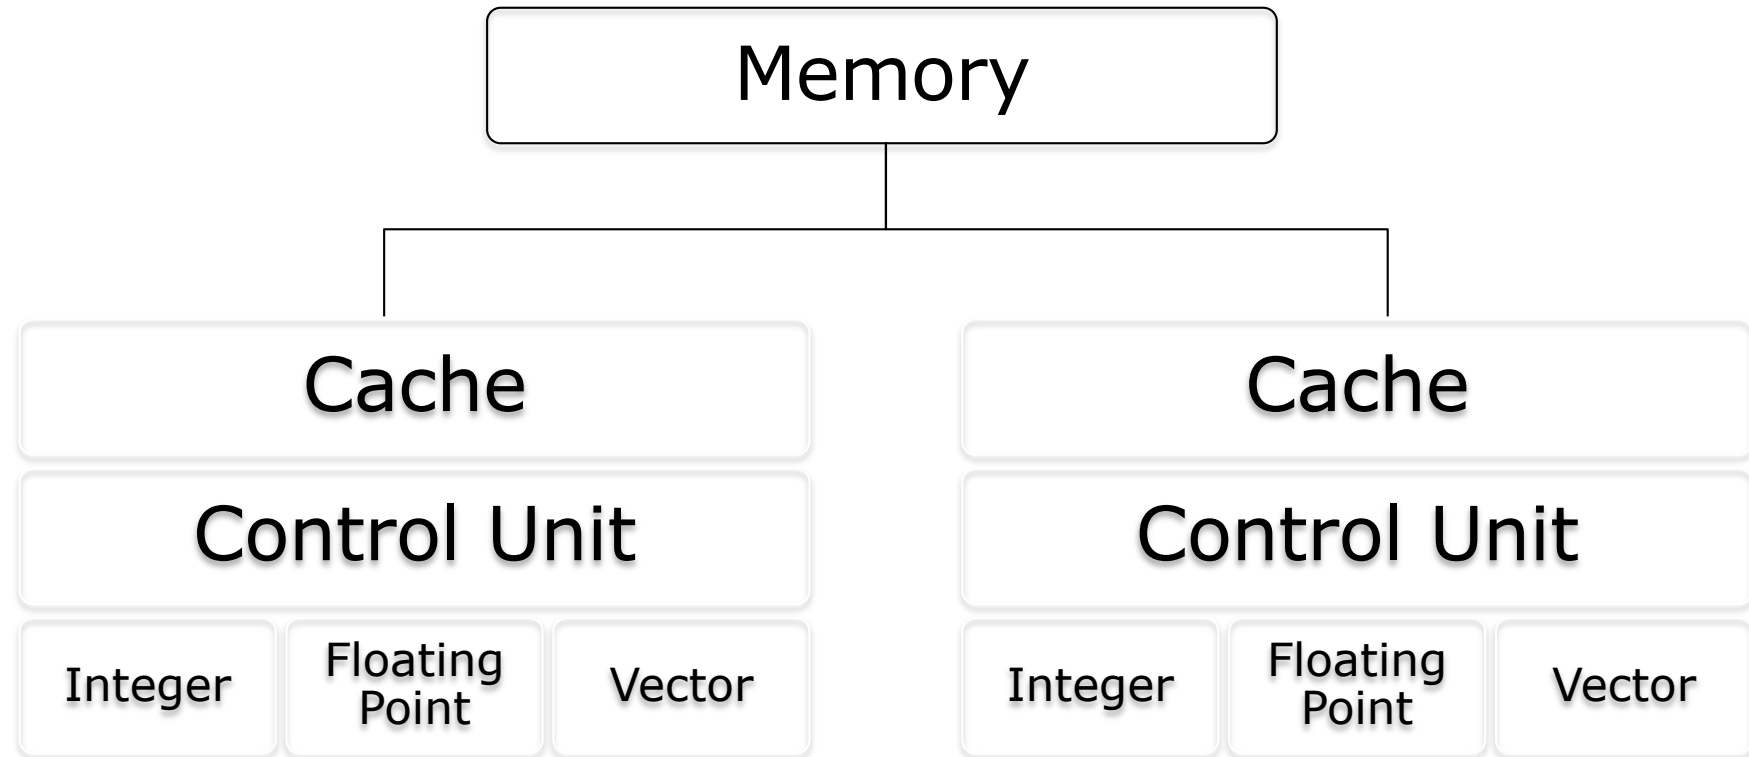 Memory
Cache
Cache
Control Unit
Control Unit
Integer
Floating
Point
Vector
Integer
Floating
Point
Vector